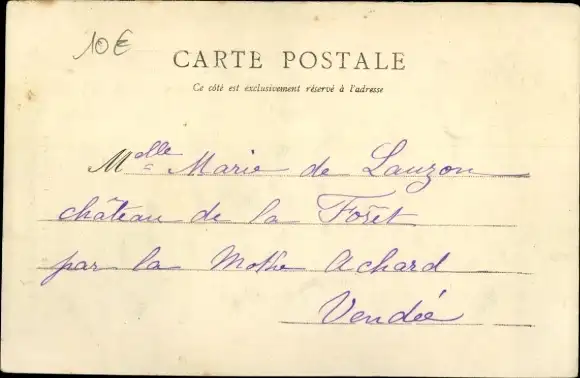 10€
CARTE POSTALE
Ce côté est exclusivement réservé à l'adresse
Melle Marie de Lauzon
château de la Forêt
par la Mothe Achard
Vendée